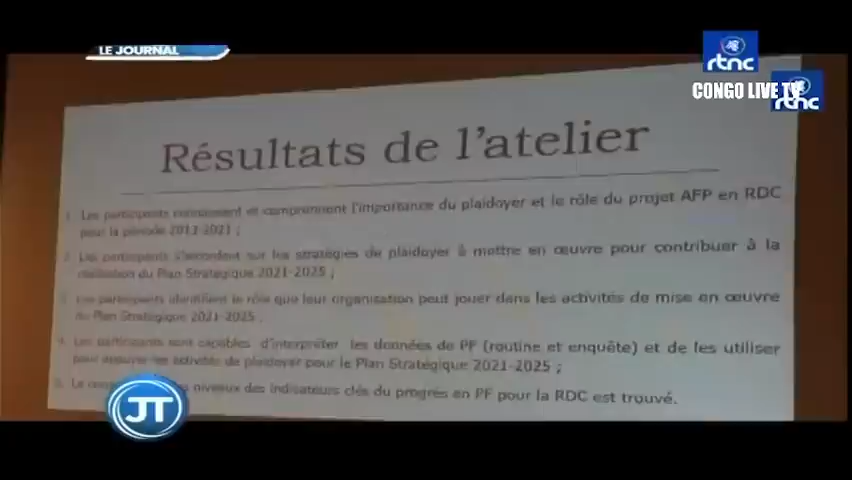 LE JOURNAL
rtnc
CONGO LIVE TV
rtnc
Résultats de l'atelier
1. Les participants connaissent et comprennent l'importance du plaidoyer et le rôle du projet AFP en RDC
pour la période 2012-2021 ;
2. Les participants s'accordent sur les stratégies de plaidoyer à mettre en œuvre pour contribuer à la
réalisation du Plan Stratégique 2021-2025 ;
3. Les participants identifient le rôle que leur organisation peut jouer dans les activités de mise en œuvre
du Plan Stratégique 2021-2025 ;
4. Les participants sont capables d'interpréter les données de PF (routine et enquête) et de les utiliser
pour appuyer les activités de plaidoyer pour le Plan Stratégique 2021-2025 ;
5. Le niveaux des indicateurs clés du progrès en PF pour la RDC est trouvé.
JT